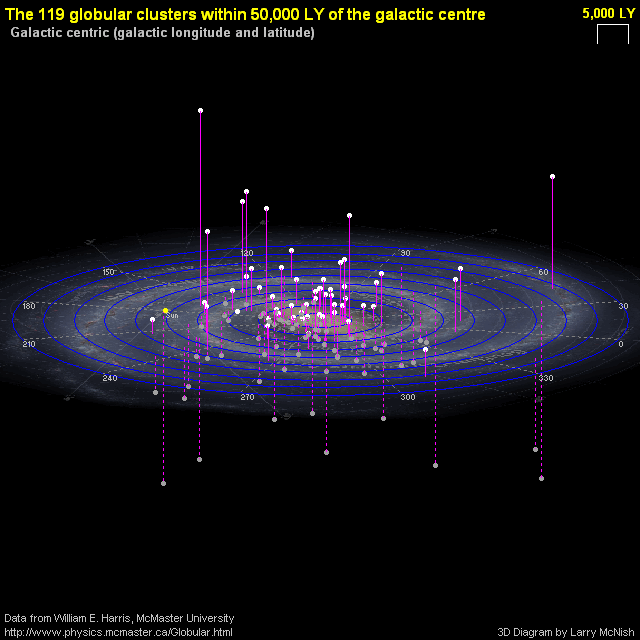 The 119 globular clusters within 50,000 LY of the galactic centre
5,000 LY
Galactic centric (galactic longitude and latitude)
120
30
150
60
180
30
Sun
210
0
240
330
270
300
Data from William E. Harris, McMaster University
http://www.physics.mcmaster.ca/Globular.html
3D Diagram by Larry McNish